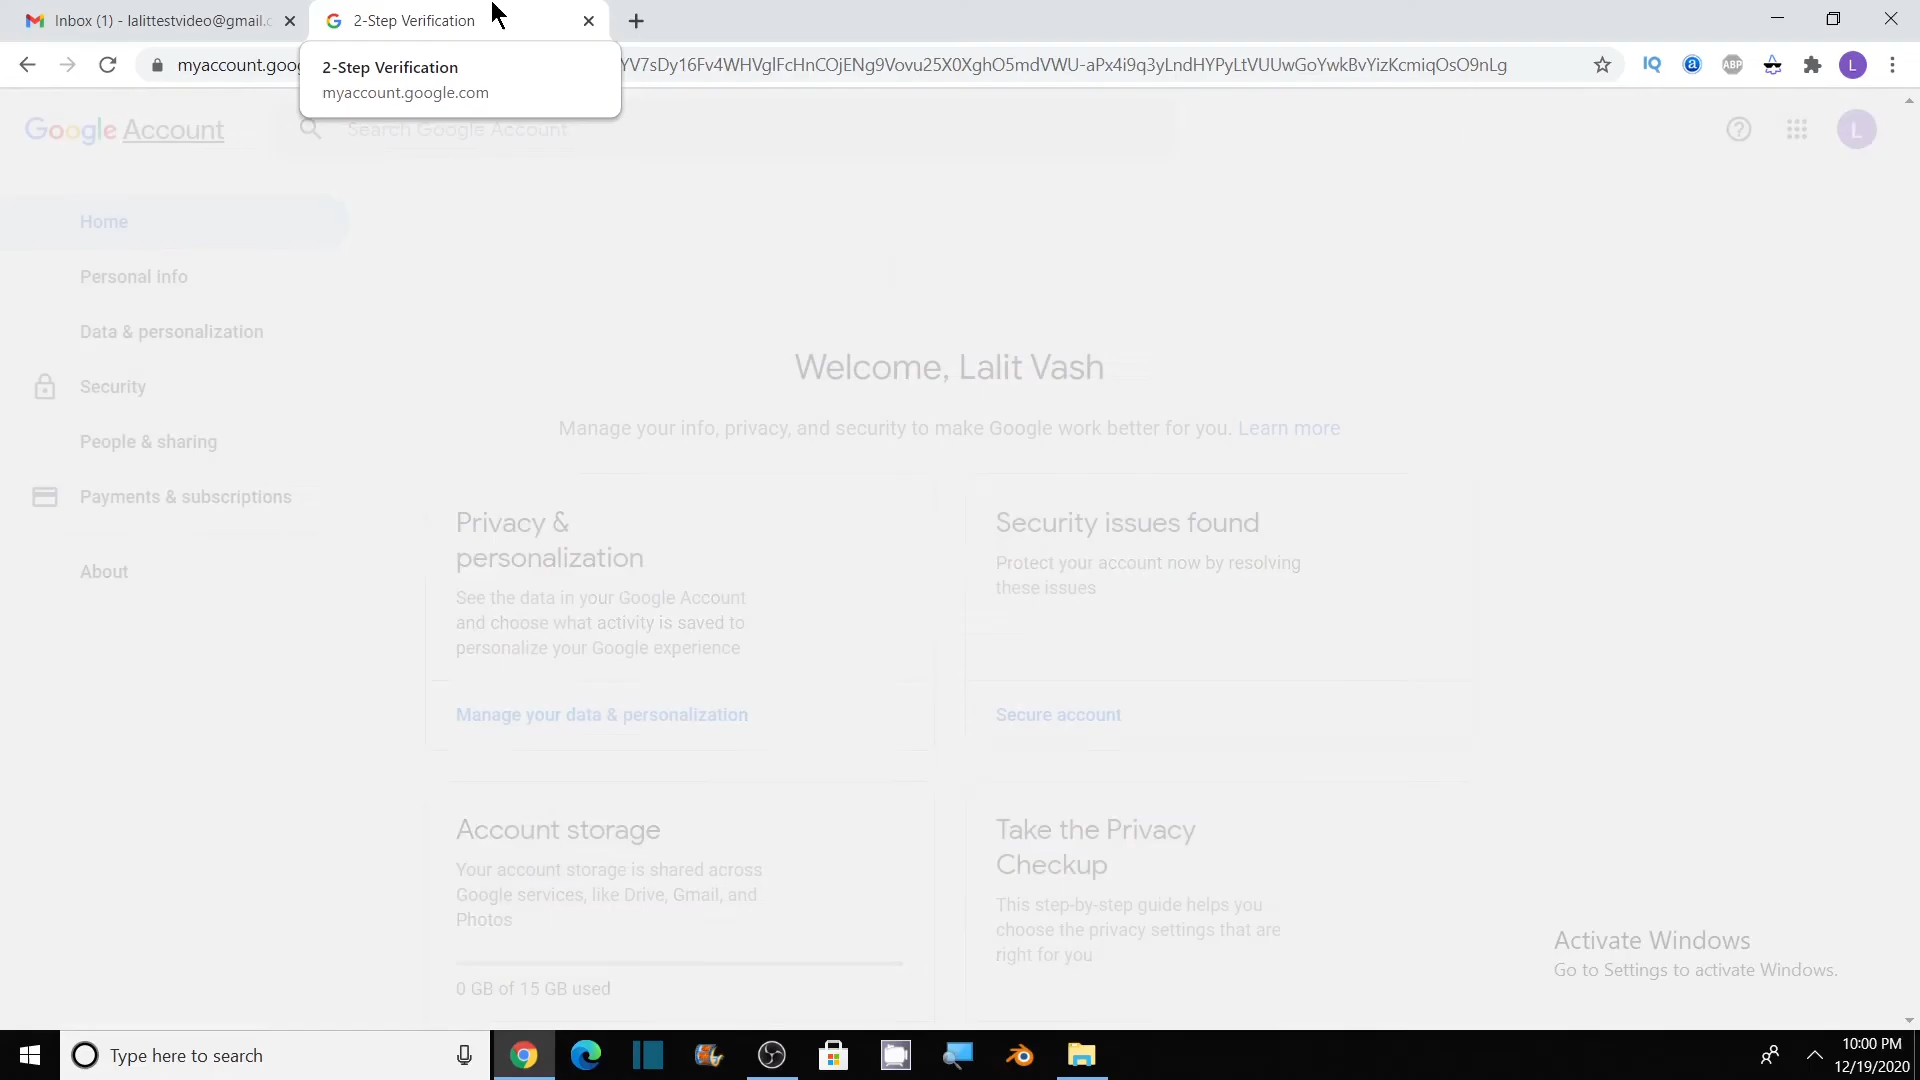 Inbox (1) - lalittestvideo@gmail.c
2-Step Verification
myaccount.goog
2-Step Verification
myaccount.google.com
YV7sDy16Fv4WHVglFcHnCOjENg9Vovu25X0XghO5mdVWU-aPx4i9q3yLndHYPyLtVUUwGoYwkBvYizKcmiqOsO9nLg
IQ
a
ABP
L
Google Account
Search Google Account
L
Home
Personal info
Data & personalization
Security
People & sharing
Payments & subscriptions
About
Welcome, Lalit Vash
Manage your info, privacy, and security to make Google work better for you. Learn more
Privacy &
personalization
See the data in your Google Account
and choose what activity is saved to
personalize your Google experience
Manage your data & personalization
Security issues found
Protect your account now by resolving
these issues
Secure account
Account storage
Your account storage is shared across
Google services, like Drive, Gmail, and
Photos
0 GB of 15 GB used
Take the Privacy
Checkup
This step-by-step guide helps you
choose the privacy settings that are
right for you
Activate Windows
Go to Settings to activate Windows.
Type here to search
10:00 PM
12/19/2020